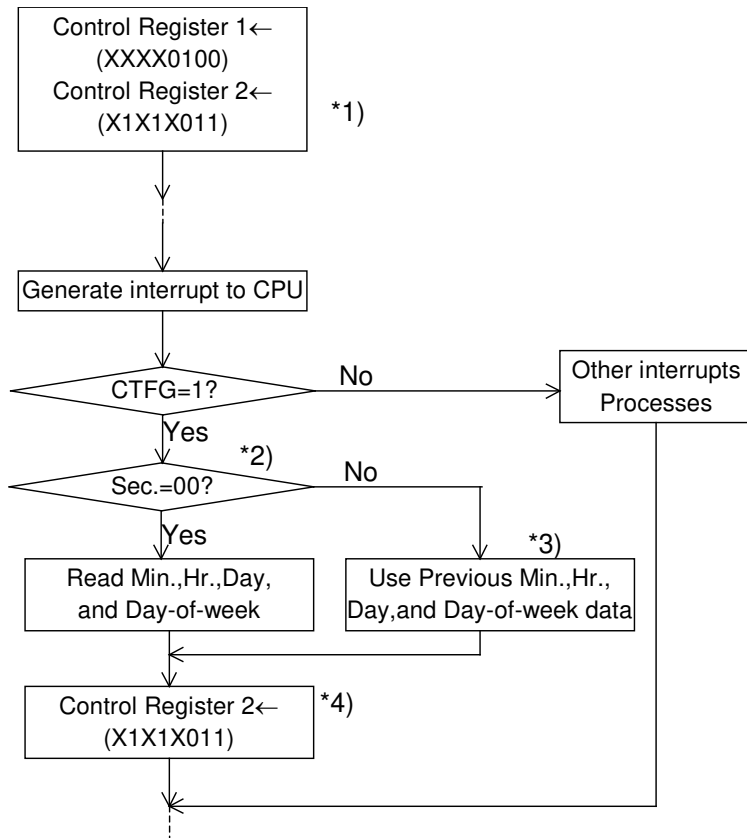 Control Register 1←
(XXXX0100)
Control Register 2←
(X1X1X011)
*1)
Generate interrupt to CPU
CTFG=1?
No
Other interrupts
Processes
Yes
*2)
Sec.=00?
No
Yes
*3)
Read Min.,Hr.,Day,
and Day-of-week
Use Previous Min.,Hr.,
Day,and Day-of-week data
Control Register 2←
(X1X1X011)
*4)